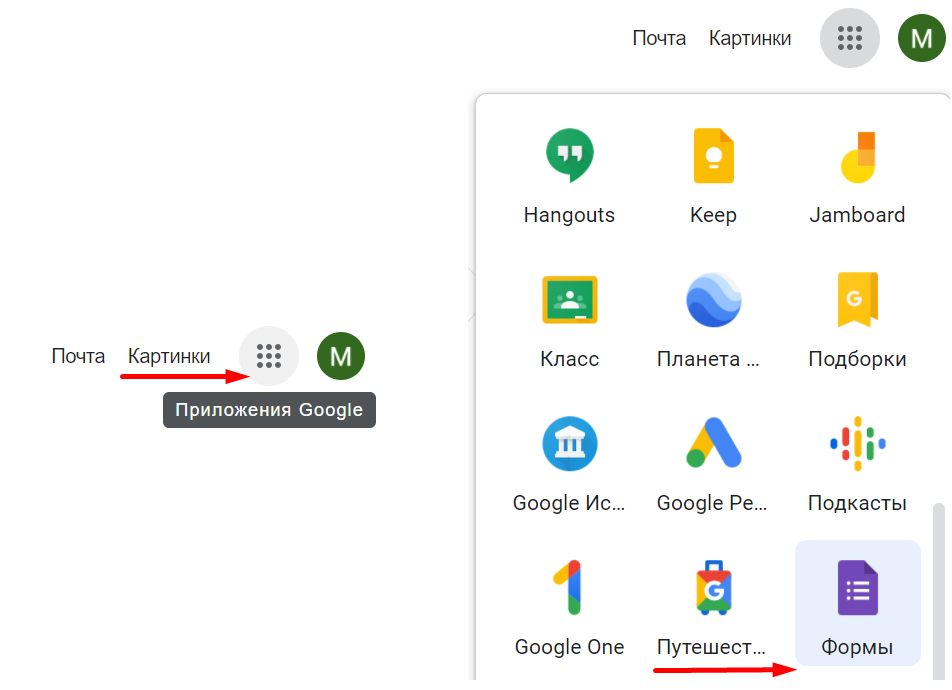 Почта Картинки M
Hangouts Keep Jamboard
G
Класс Планета ... Подборки
Почта Картинки M
Приложения Google
Google Ис... Google Ре... Подкасты
G
Google One Путешест... Формы